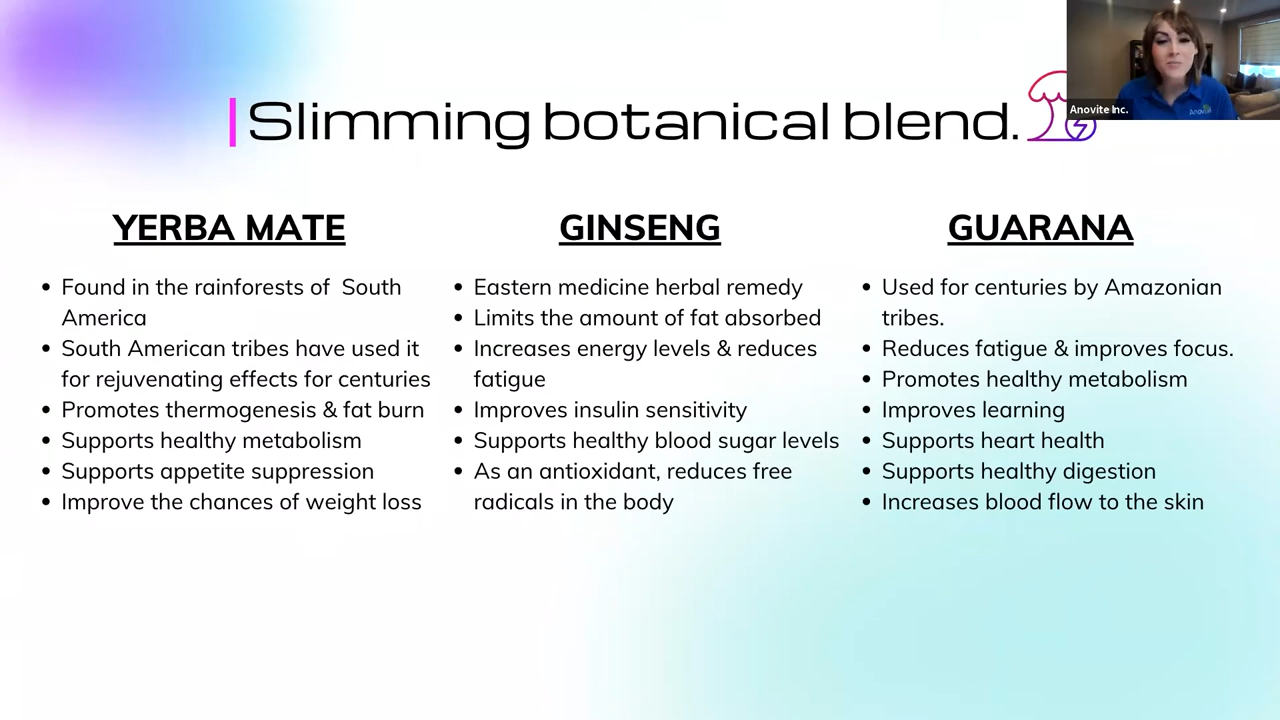 Slimming botanical blend.
Anovite Inc.
YERBA MATE
Found in the rainforests of South
America
South American tribes have used it
for rejuvenating effects for centuries
Promotes thermogenesis & fat burn
Supports healthy metabolism
Supports appetite suppression
Improve the chances of weight loss
GINSENG
Eastern medicine herbal remedy
Limits the amount of fat absorbed
Increases energy levels & reduces
fatigue
Improves insulin sensitivity
Supports healthy blood sugar levels
As an antioxidant, reduces free
radicals in the body
GUARANA
Used for centuries by Amazonian
tribes.
Reduces fatigue & improves focus.
Promotes healthy metabolism
Improves learning
Supports heart health
Supports healthy digestion
Increases blood flow to the skin